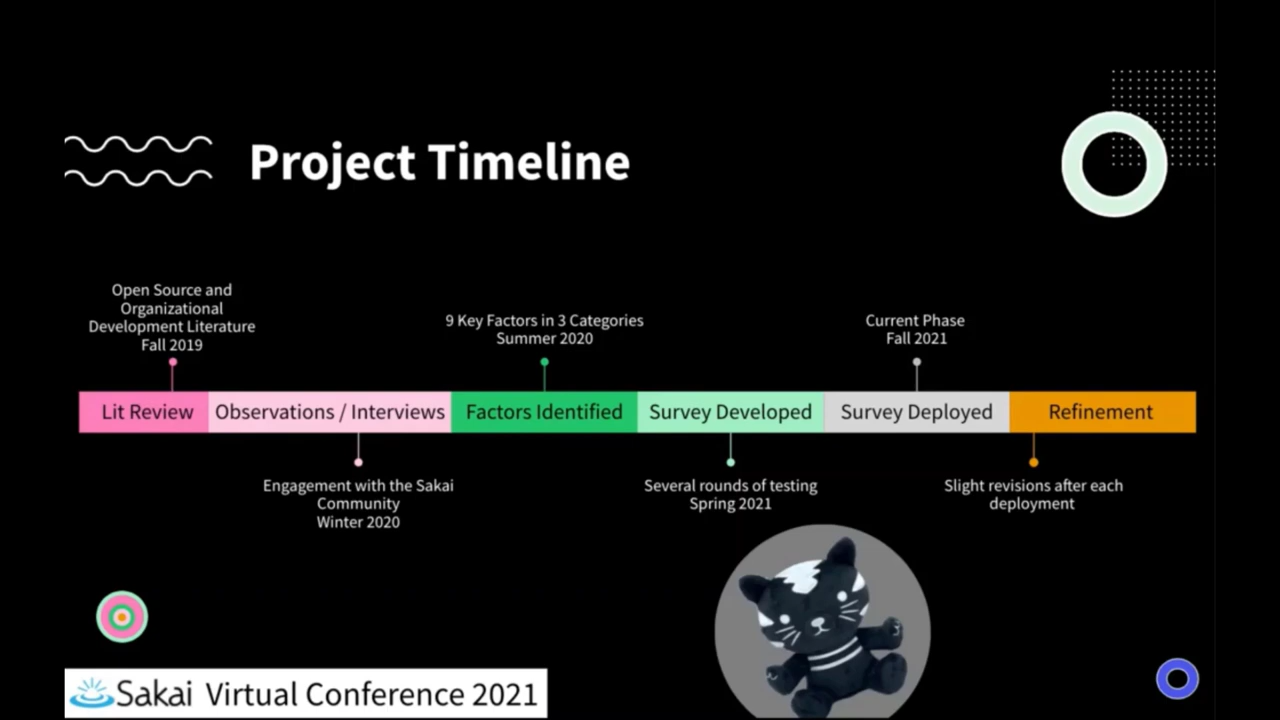 Project Timeline
Open Source and
Organizational
Development Literature
Fall 2019
9 Key Factors in 3 Categories
Summer 2020
Current Phase
Fall 2021
Lit Review
Observations / Interviews
Factors Identified
Survey Developed
Survey Deployed
Refinement
Engagement with the Sakai
Community
Winter 2020
Several rounds of testing
Spring 2021
Slight revisions after each
deployment
Sakai Virtual Conference 2021